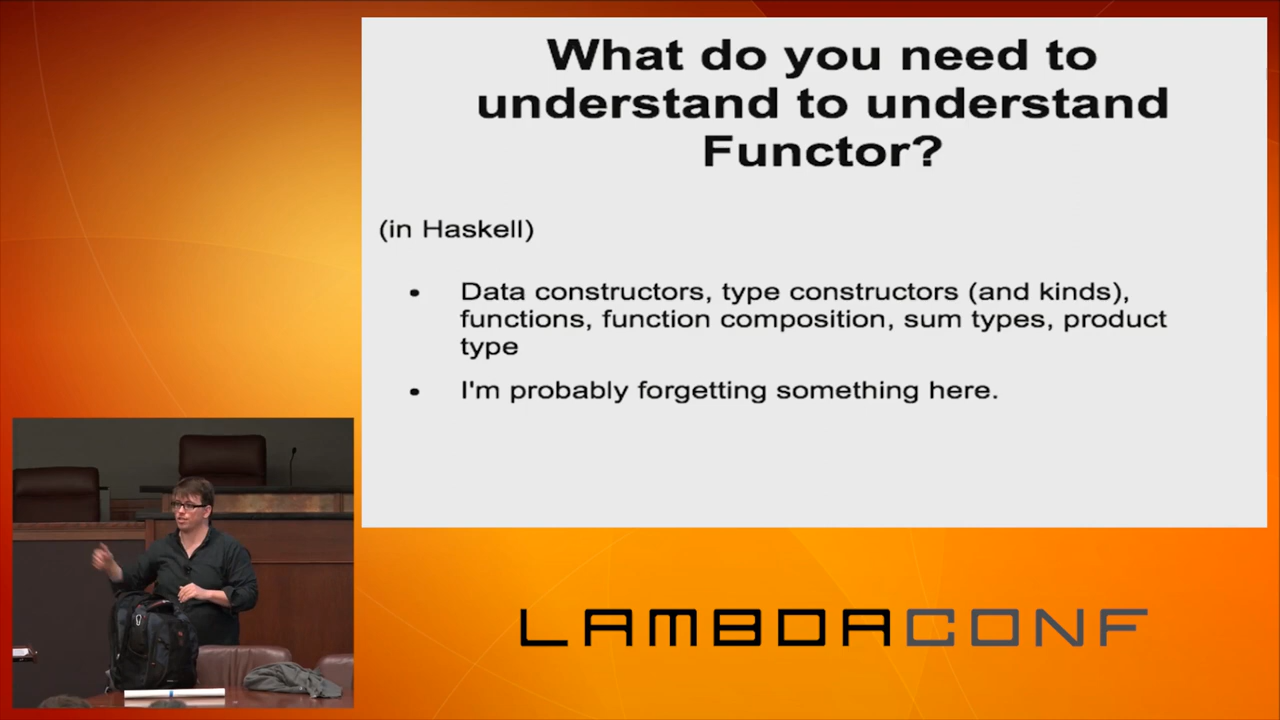 What do you need to
understand to understand
Functor?
(in Haskell)
• Data constructors, type constructors (and kinds),
functions, function composition, sum types, product
type
• I'm probably forgetting something here.
LAMBDACONF